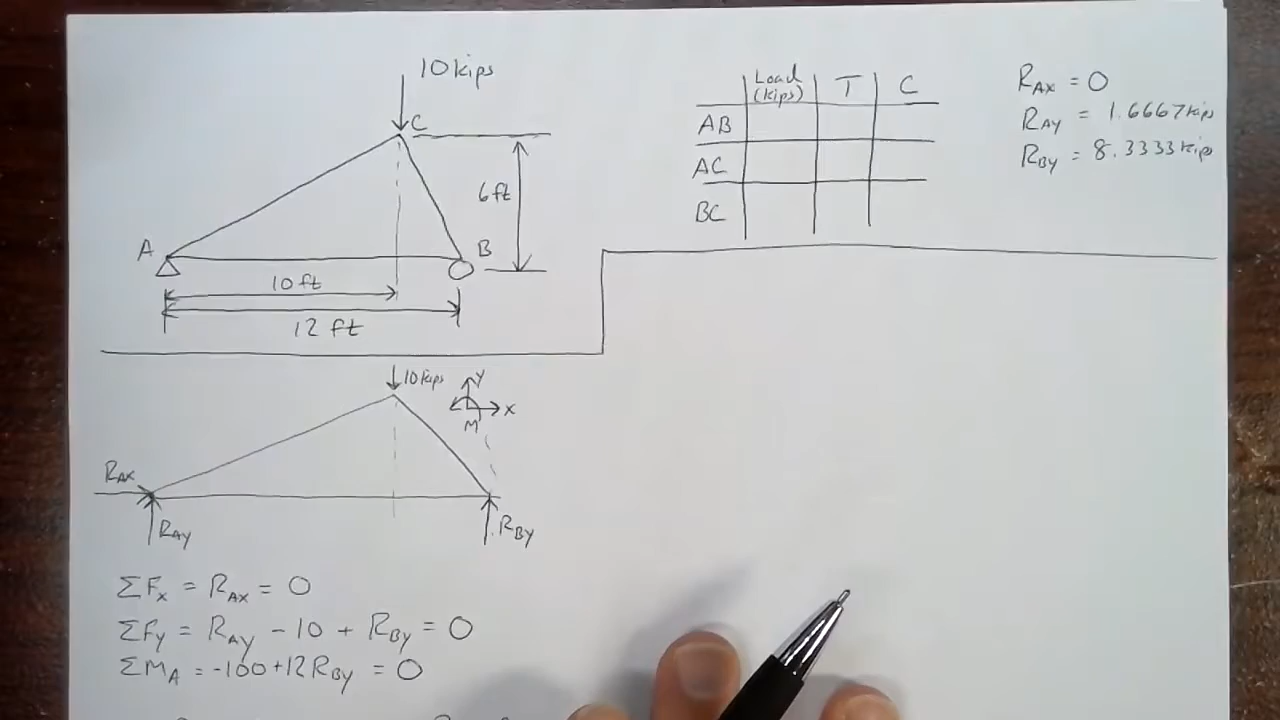 10 kips
C
6 ft
A
B
10 ft
12 ft
Load (kips) T C
AB
AC
BC
R_AX = 0
R_AY = 1.6667 kips
R_BY = 8.3333 kips
10 kips
Y
X
M
R_AX
R_AY
R_BY
ΣF_x = R_AX = 0
ΣF_y = R_AY - 10 + R_BY = 0
ΣM_A = -100 + 12 R_BY = 0